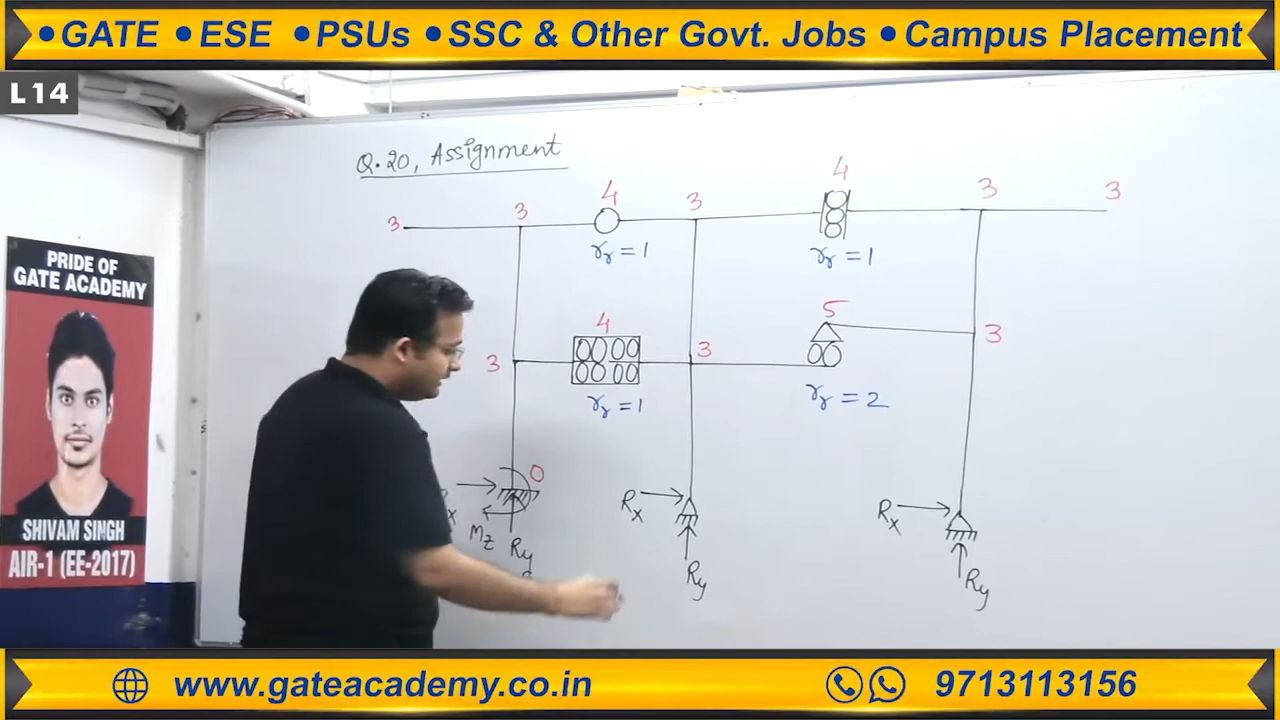 •GATE •ESE •PSUs •SSC & Other Govt. Jobs •Campus Placement
L14
Q.20, Assignment
3 3 4 3 4 3 3
γr = 1 γr = 1
PRIDE OF
GATE ACADEMY
3 4 3 5 3
γr = 1 γr = 2
0
Rx Rx
Mz Ry Ry Ry
SHIVAM SINGH
AIR-1 (EE-2017)
www.gateacademy.co.in 9713113156